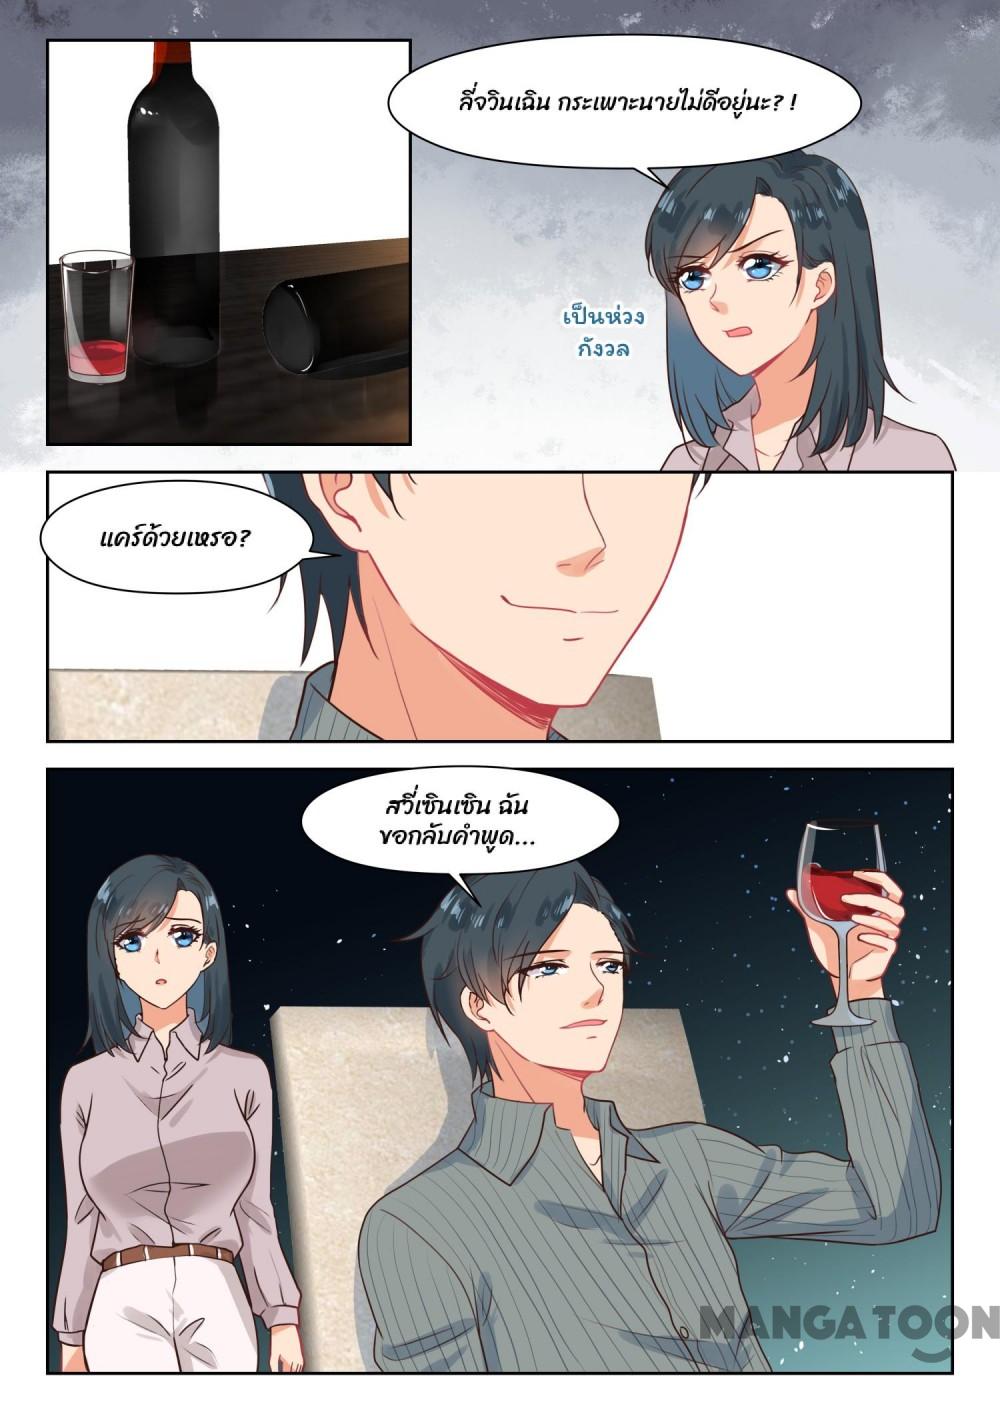 ลี่จวินเฉิน กระเพาะนายไม่ดีอยู่นะ? !
เป็นห่วง
กังวล
แคร์ด้วยเหรอ?
สวี่เซินเซิน ฉัน
ขอกลับคำพูด...
MANGATOON